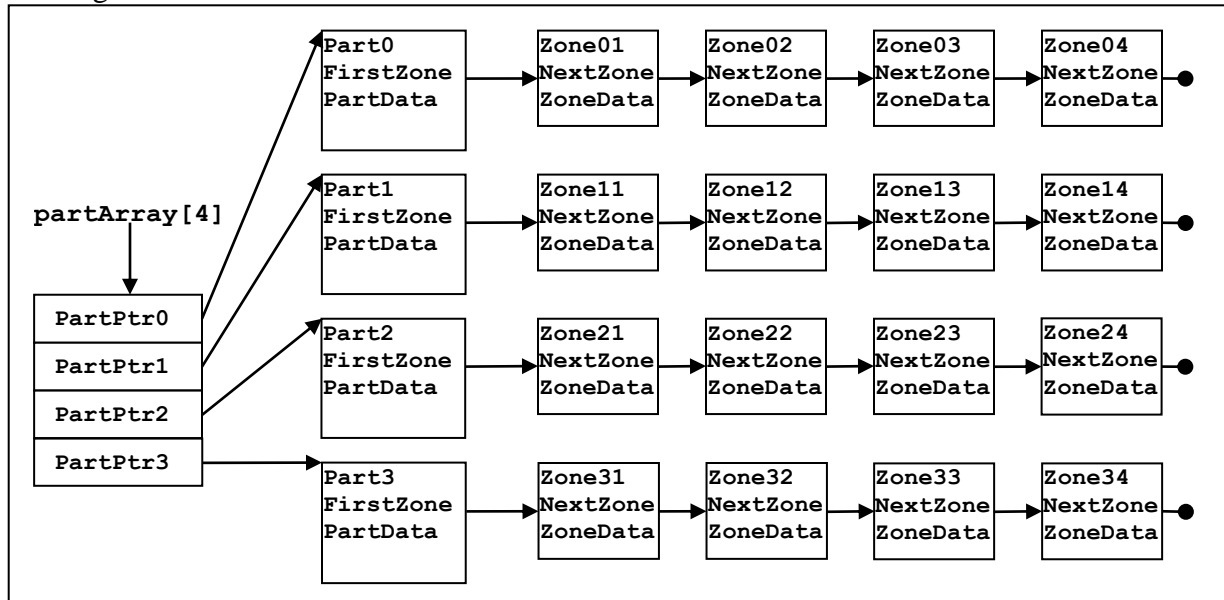 Part0
FirstZone
PartData
Zone01
NextZone
ZoneData
Zone02
NextZone
ZoneData
Zone03
NextZone
ZoneData
Zone04
NextZone
ZoneData
partArray[4]
PartPtr0
PartPtr1
PartPtr2
PartPtr3
Part1
FirstZone
PartData
Zone11
NextZone
ZoneData
Zone12
NextZone
ZoneData
Zone13
NextZone
ZoneData
Zone14
NextZone
ZoneData
Part2
FirstZone
PartData
Zone21
NextZone
ZoneData
Zone22
NextZone
ZoneData
Zone23
NextZone
ZoneData
Zone24
NextZone
ZoneData
Part3
FirstZone
PartData
Zone31
NextZone
ZoneData
Zone32
NextZone
ZoneData
Zone33
NextZone
ZoneData
Zone34
NextZone
ZoneData